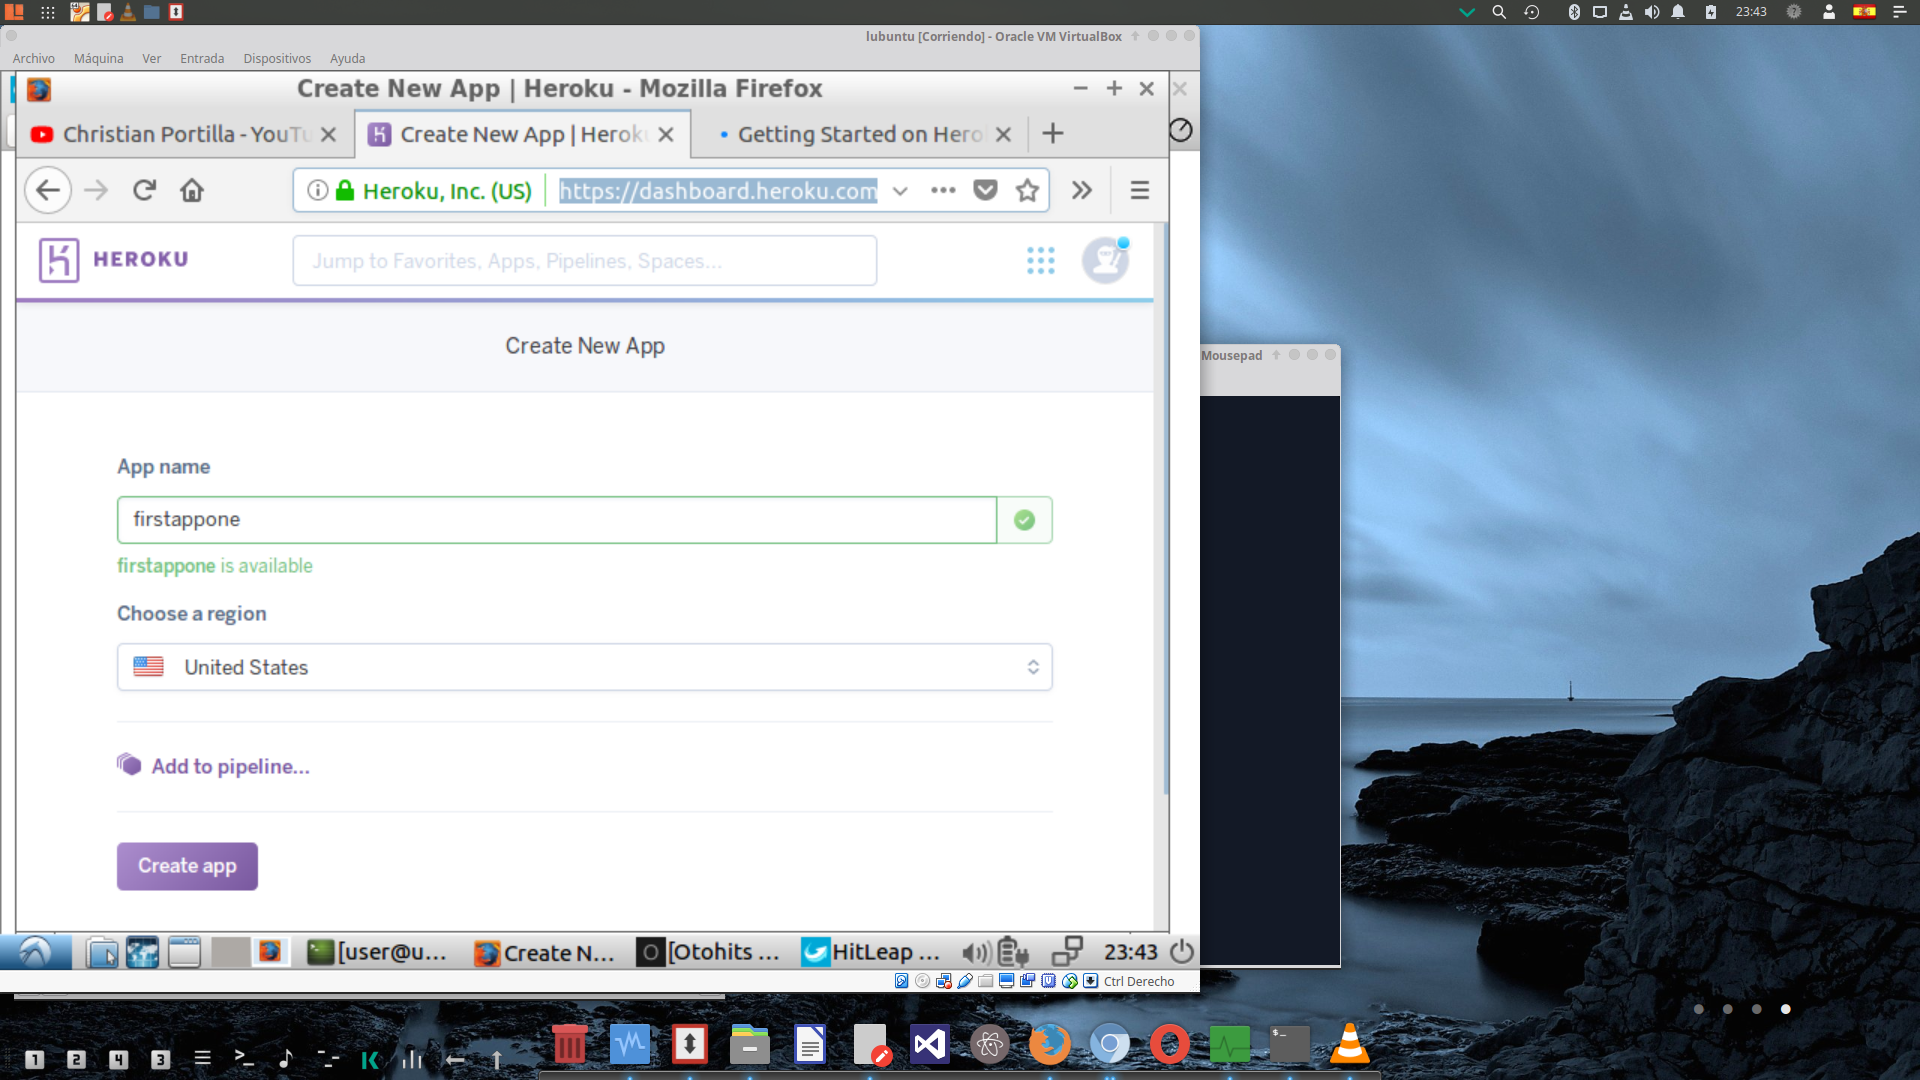 23:43
lubuntu [Corriendo] - Oracle VM VirtualBox
Archivo Máquina Ver Entrada Dispositivos Ayuda
Create New App | Heroku - Mozilla Firefox
Christian Portilla - YouTu
Create New App | Herok
Getting Started on Hero
Heroku, Inc. (US) https://dashboard.heroku.com
HEROKU
Jump to Favorites, Apps, Pipelines, Spaces...
Create New App
Mousepad
App name
firstappone
firstappone is available
Choose a region
United States
Add to pipeline...
Create app
[user@u... Create N... [Otohits ... HitLeap ... 23:43
Ctrl Derecho
1 2 4 3